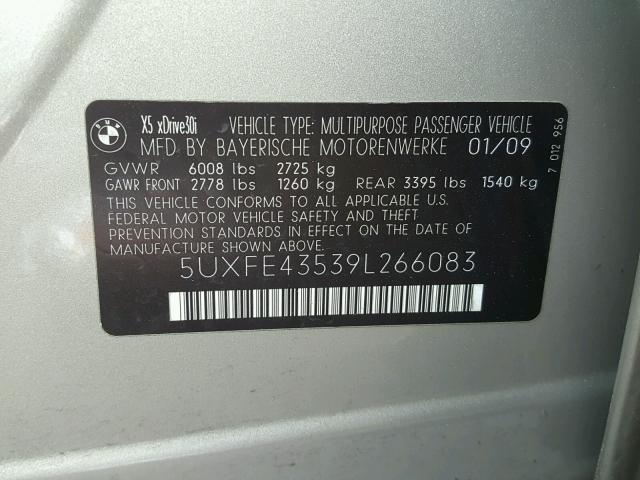 BMW
X5 xDrive30i VEHICLE TYPE: MULTIPURPOSE PASSENGER VEHICLE
MFD BY BAYERISCHE MOTORENWERKE 01/09
GVWR 6008 lbs 2725 kg
GAWR FRONT 2778 lbs 1260 kg REAR 3395 lbs 1540 kg
THIS VEHICLE CONFORMS TO ALL APPLICABLE U.S.
FEDERAL MOTOR VEHICLE SAFETY AND THEFT
PREVENTION STANDARDS IN EFFECT ON THE DATE OF
MANUFACTURE SHOWN ABOVE:
5UXFE43539L266083
7 012 956